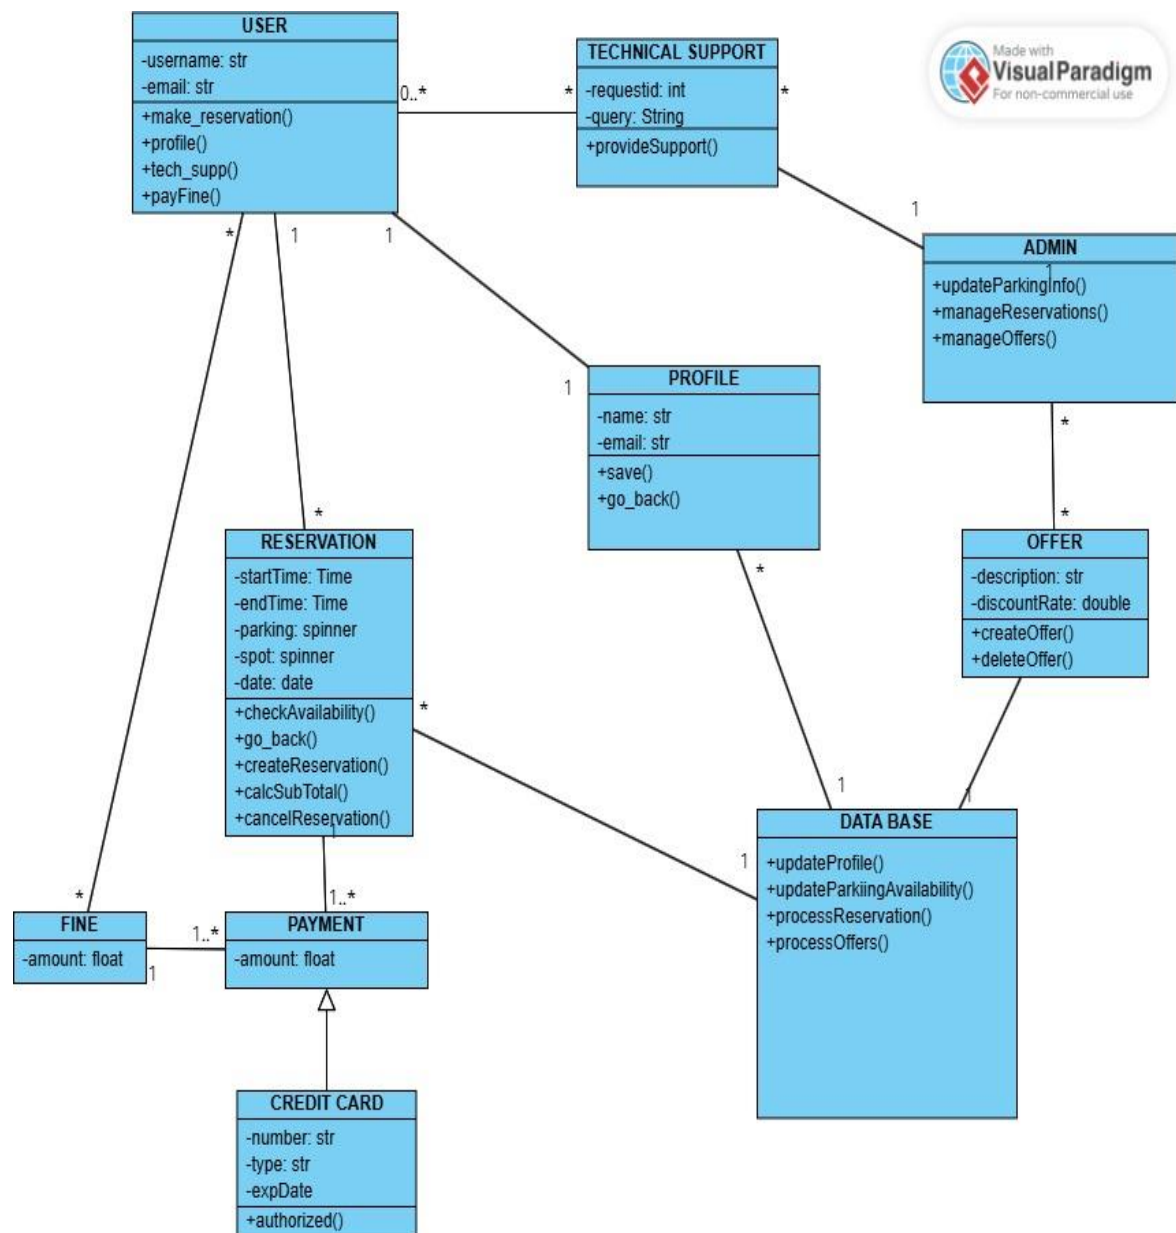 USER
-username: str
-email: str
+make_reservation()
+profile()
+tech_supp()
+payFine()
0..*
*
TECHNICAL SUPPORT
-requestid: int
-query: String
+provideSupport()
*
Made with
Visual Paradigm
For non-commercial use
1
ADMIN
1
+updateParkingInfo()
+manageReservations()
+manageOffers()
*
*
1
1
1
PROFILE
-name: str
-email: str
+save()
+go_back()
*
*
RESERVATION
-startTime: Time
-endTime: Time
-parking: spinner
-spot: spinner
-date: date
+checkAvailability()
+go_back()
+createReservation()
+calcSubTotal()
+cancelReservation()
1
*
*
OFFER
-description: str
-discountRate: double
+createOffer()
+deleteOffer()
1
1
1
DATA BASE
+updateProfile()
+updateParkiingAvailability()
+processReservation()
+processOffers()
*
FINE
-amount: float
1
1..*
1..*
PAYMENT
-amount: float
CREDIT CARD
-number: str
-type: str
-expDate
+authorized()